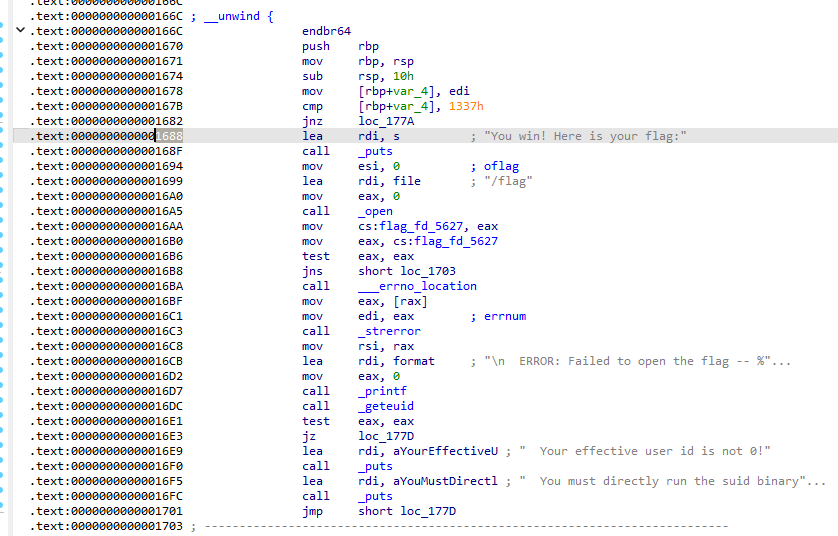 .text:000000000000166C
.text:000000000000166C ; __unwind {
.text:000000000000166C endbr64
.text:0000000000001670 push rbp
.text:0000000000001671 mov rbp, rsp
.text:0000000000001674 sub rsp, 10h
.text:0000000000001678 mov [rbp+var_4], edi
.text:000000000000167B cmp [rbp+var_4], 1337h
.text:0000000000001682 jnz loc_177A
.text:0000000000001688 lea rdi, s ; "You win! Here is your flag:"
.text:000000000000168F call _puts
.text:0000000000001694 mov esi, 0 ; oflag
.text:0000000000001699 lea rdi, file ; "/flag"
.text:00000000000016A0 mov eax, 0
.text:00000000000016A5 call _open
.text:00000000000016AA mov cs:flag_fd_5627, eax
.text:00000000000016B0 mov eax, cs:flag_fd_5627
.text:00000000000016B6 test eax, eax
.text:00000000000016B8 jns short loc_1703
.text:00000000000016BA call ___errno_location
.text:00000000000016BF mov eax, [rax]
.text:00000000000016C1 mov edi, eax ; errnum
.text:00000000000016C3 call _strerror
.text:00000000000016C8 mov rsi, rax
.text:00000000000016CB lea rdi, format ; "\n  ERROR: Failed to open the flag -- %"...
.text:00000000000016D2 mov eax, 0
.text:00000000000016D7 call _printf
.text:00000000000016DC call _geteuid
.text:00000000000016E1 test eax, eax
.text:00000000000016E3 jz loc_177D
.text:00000000000016E9 lea rdi, aYourEffectiveU ; "  Your effective user id is not 0!"
.text:00000000000016F0 call _puts
.text:00000000000016F5 lea rdi, aYouMustDirectl ; "  You must directly run the suid binary"...
.text:00000000000016FC call _puts
.text:0000000000001701 jmp short loc_177D
.text:0000000000001703 ; ---------------------------------------------------------------------------